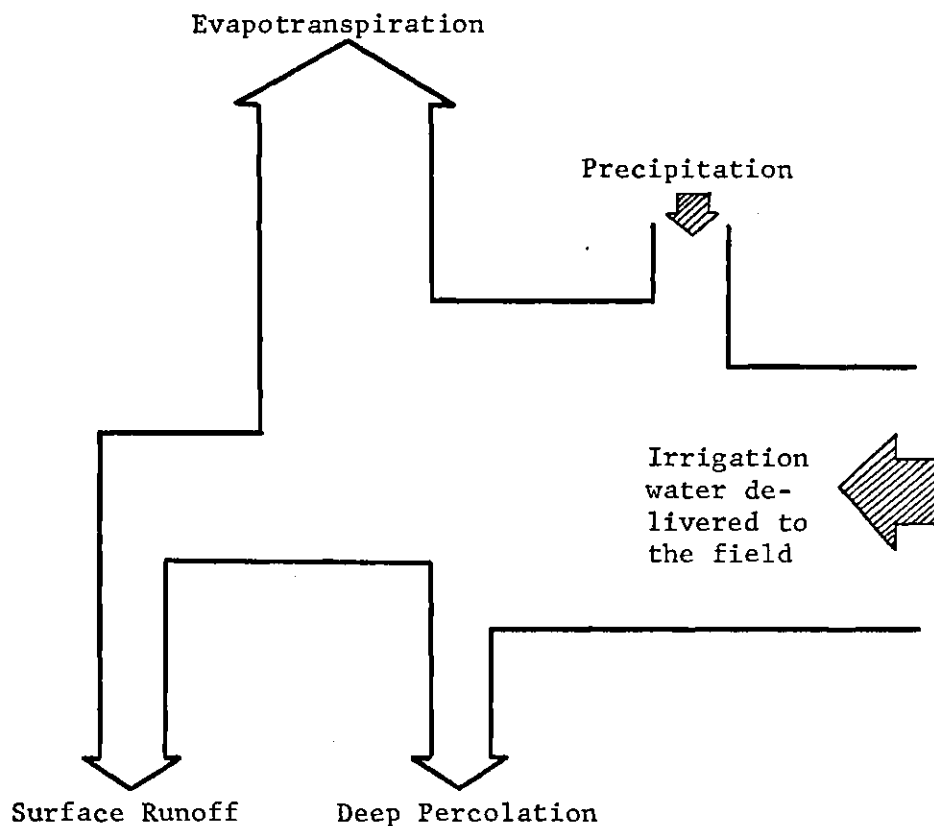 Evapotranspiration
Precipitation
Irrigation
water de-
livered to
the field
Surface Runoff
Deep Percolation